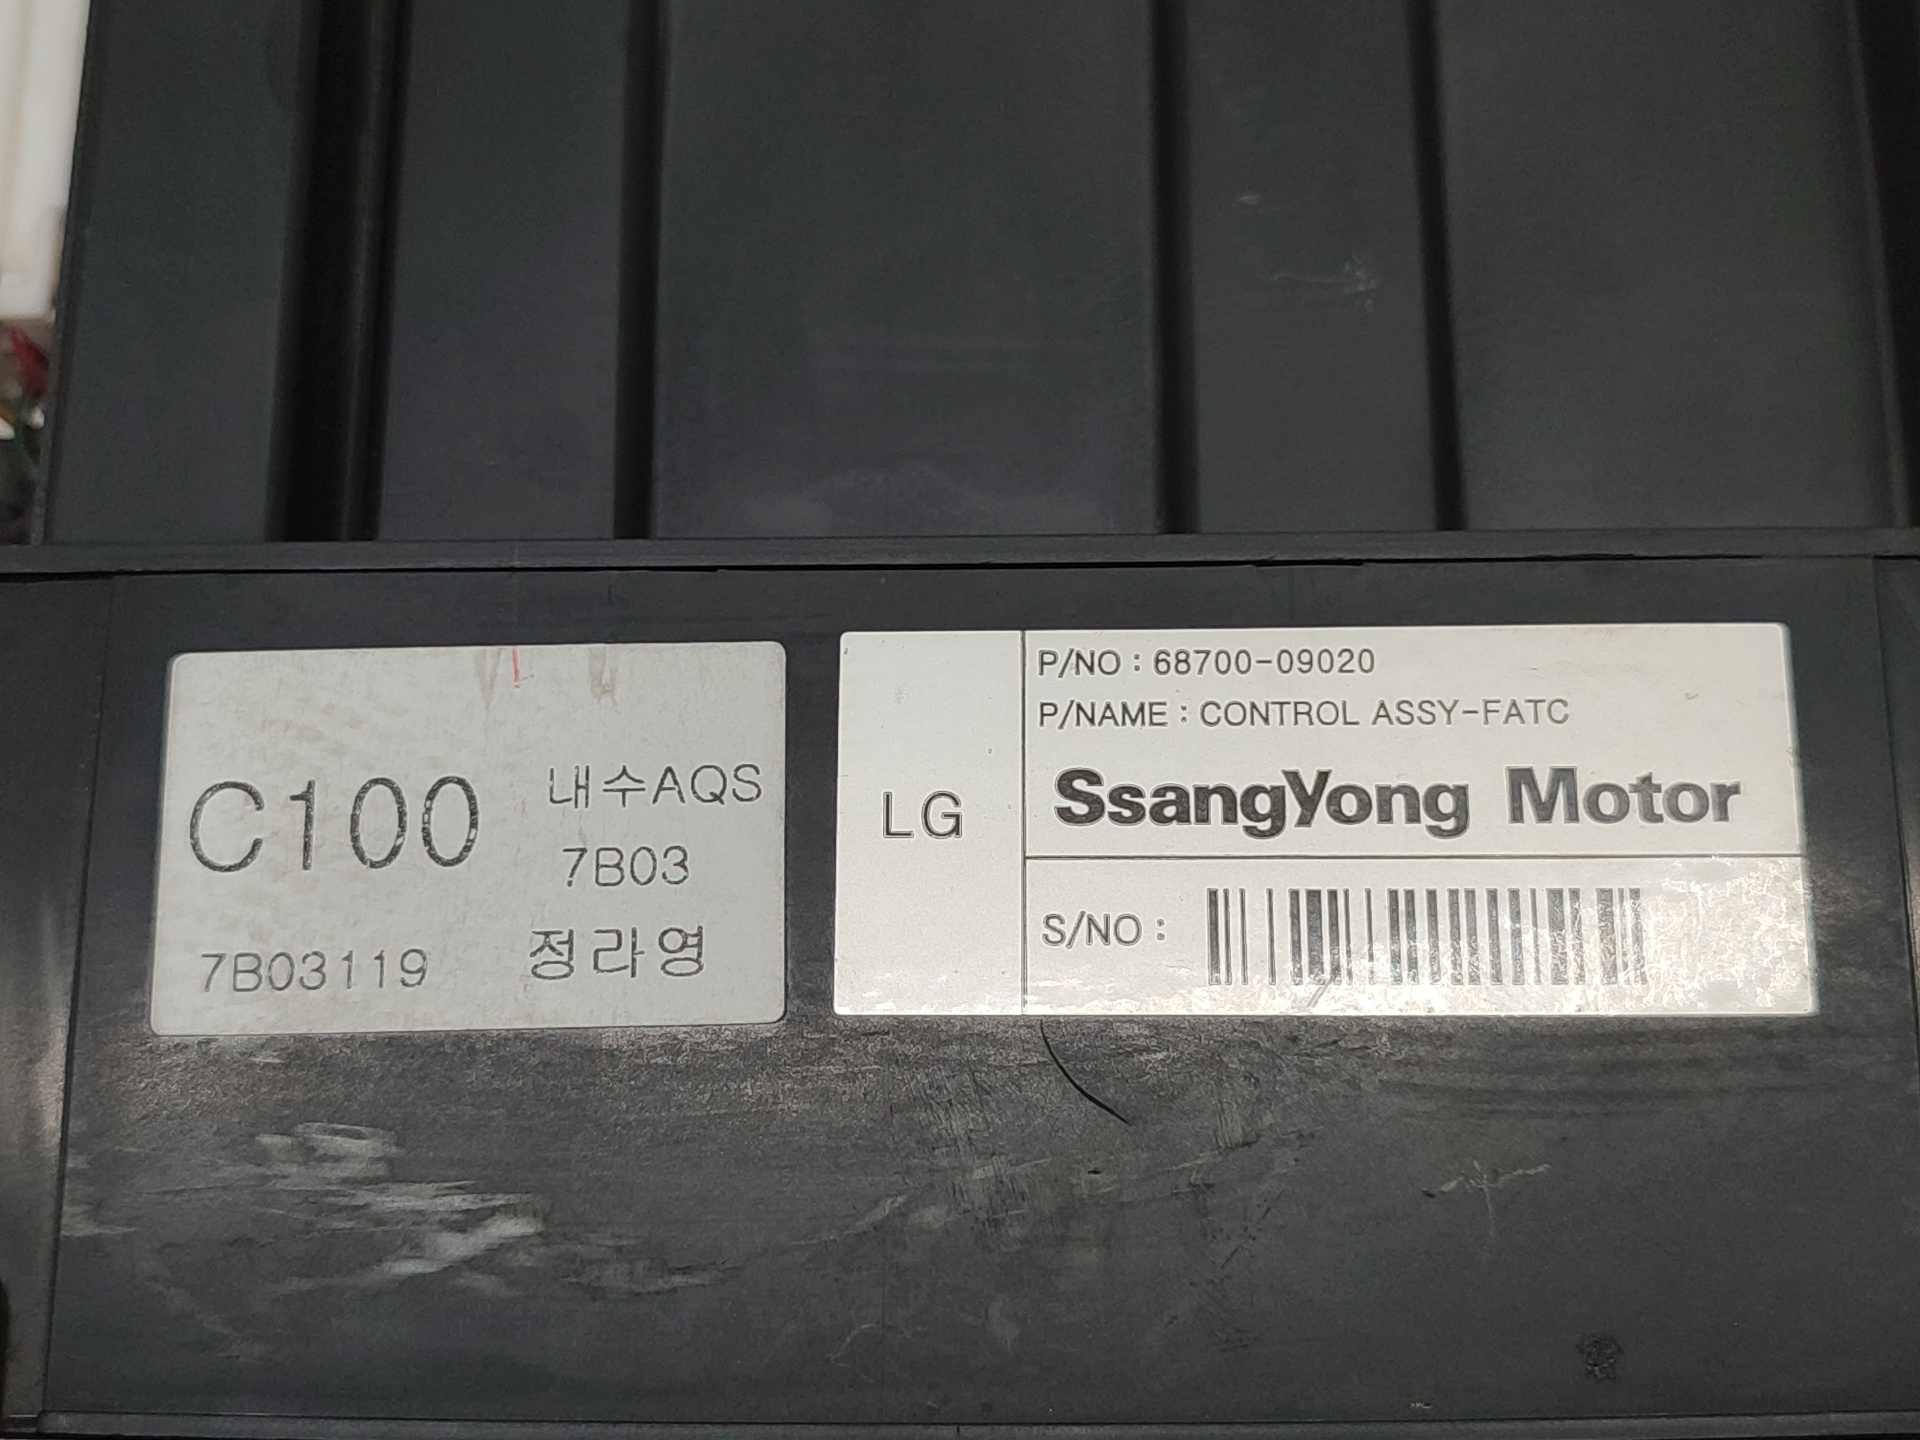 C100
내수AQS
7B03
7B03119
정라영
LG
P/NO : 68700-09020
P/NAME : CONTROL ASSY-FATC
SsangYong Motor
S/NO :